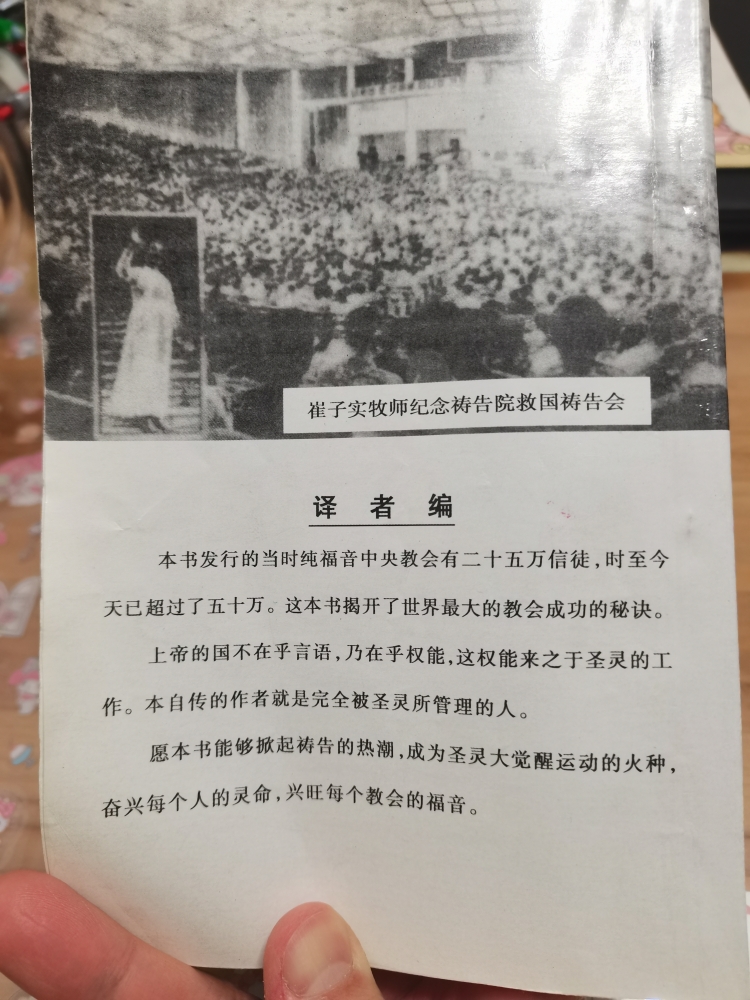 崔子实牧师纪念祷告院救国祷告会
译 者 编
本书发行的当时纯福音中央教会有二十五万信徒,时至今
天已超过了五十万。这本书揭开了世界最大的教会成功的秘诀。
上帝的国不在乎言语,乃在乎权能,这权能来之于圣灵的工
作。本自传的作者就是完全被圣灵所管理的人。
愿本书能够掀起祷告的热潮,成为圣灵大觉醒运动的火种,
奋兴每个人的灵命,兴旺每个教会的福音。